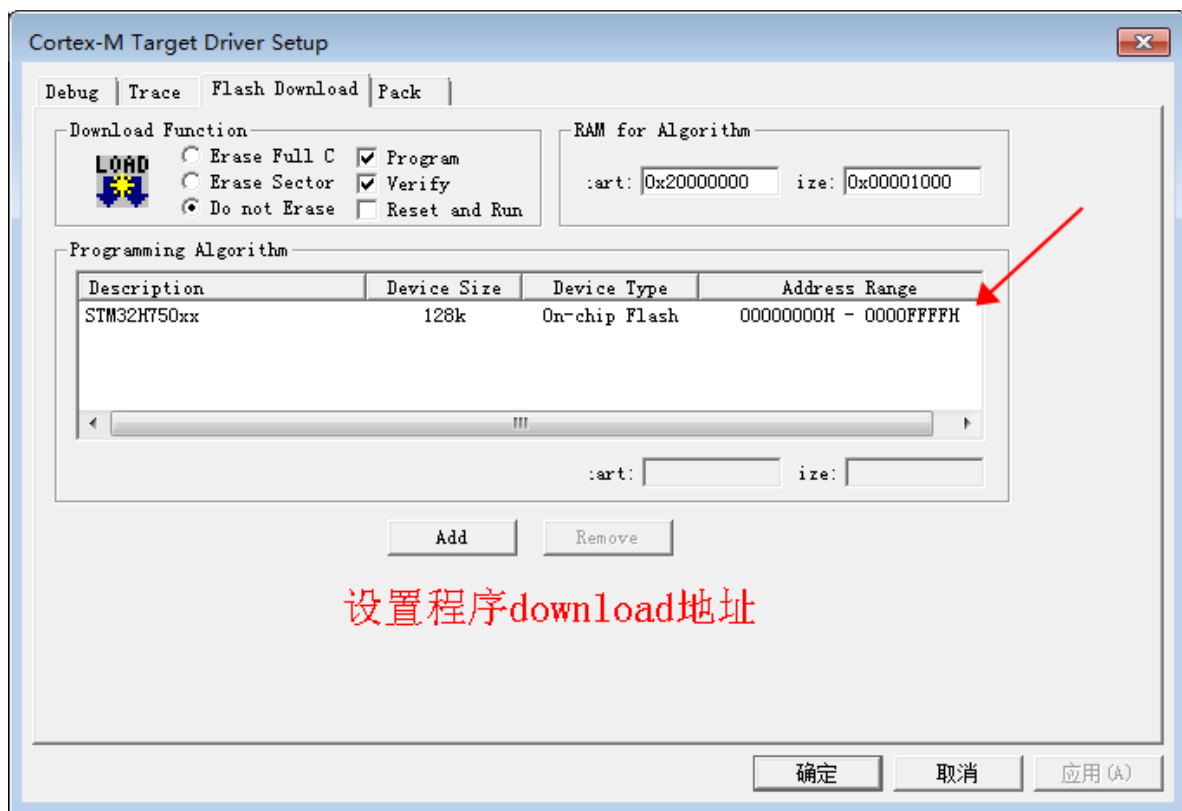 Cortex-M Target Driver Setup
Debug Trace Flash Download Pack
Download Function
LOAD
Erase Full C
Erase Sector
Do not Erase
Program
Verify
Reset and Run
RAM for Algorithm
:art: 0x20000000 ize: 0x00001000
Programming Algorithm
Description Device Size Device Type Address Range
STM32H750xx 128k On-chip Flash 00000000H - 0000FFFFH
:art: ize:
Add Remove
设置程序download地址
确定 取消 应用(A)